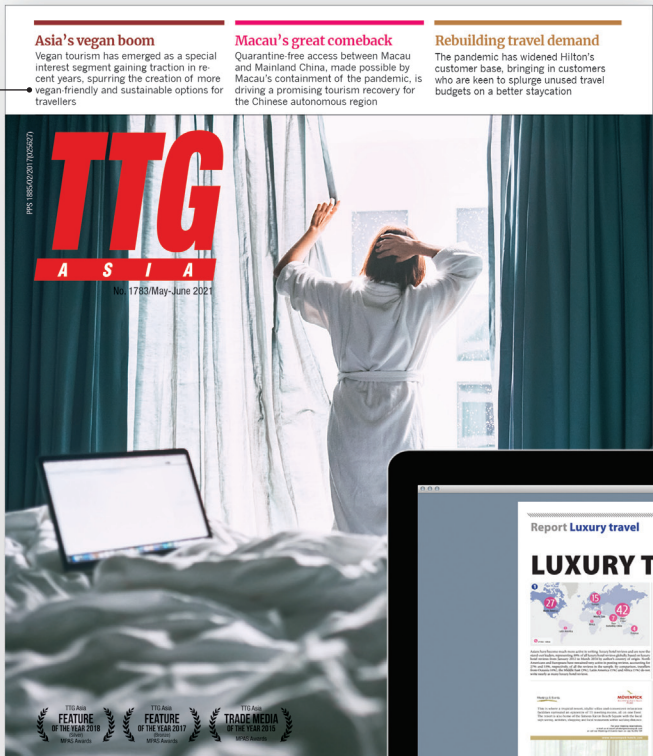 Asia's vegan boom
Vegan tourism has emerged as a special
interest segment gaining traction in re-
cent years, spurring the creation of more
vegan-friendly and sustainable options for
travellers
Macau's great comeback
Quarantine-free access between Macau
and Mainland China, made possible by
Macau's containment of the pandemic, is
driving a promising tourism recovery for
the Chinese autonomous region
Rebuilding travel demand
The pandemic has widened Hilton's
customer base, bringing in customers
who are keen to splurge unused travel
budgets on a better staycation
PPS 1885/02/2017(025627)
TTG
ASIA
No. 1783/May-June 2021
Report Luxury travel
LUXURY T
27
15
42
MÖVENPICK
TTG Asia
FEATURE
OF THE YEAR 2018
MPAS Awards
TTG Asia
FEATURE
OF THE YEAR 2017
MPAS Awards
TTG Asia
TRADE MEDIA
OF THE YEAR 2016
MPAS Awards